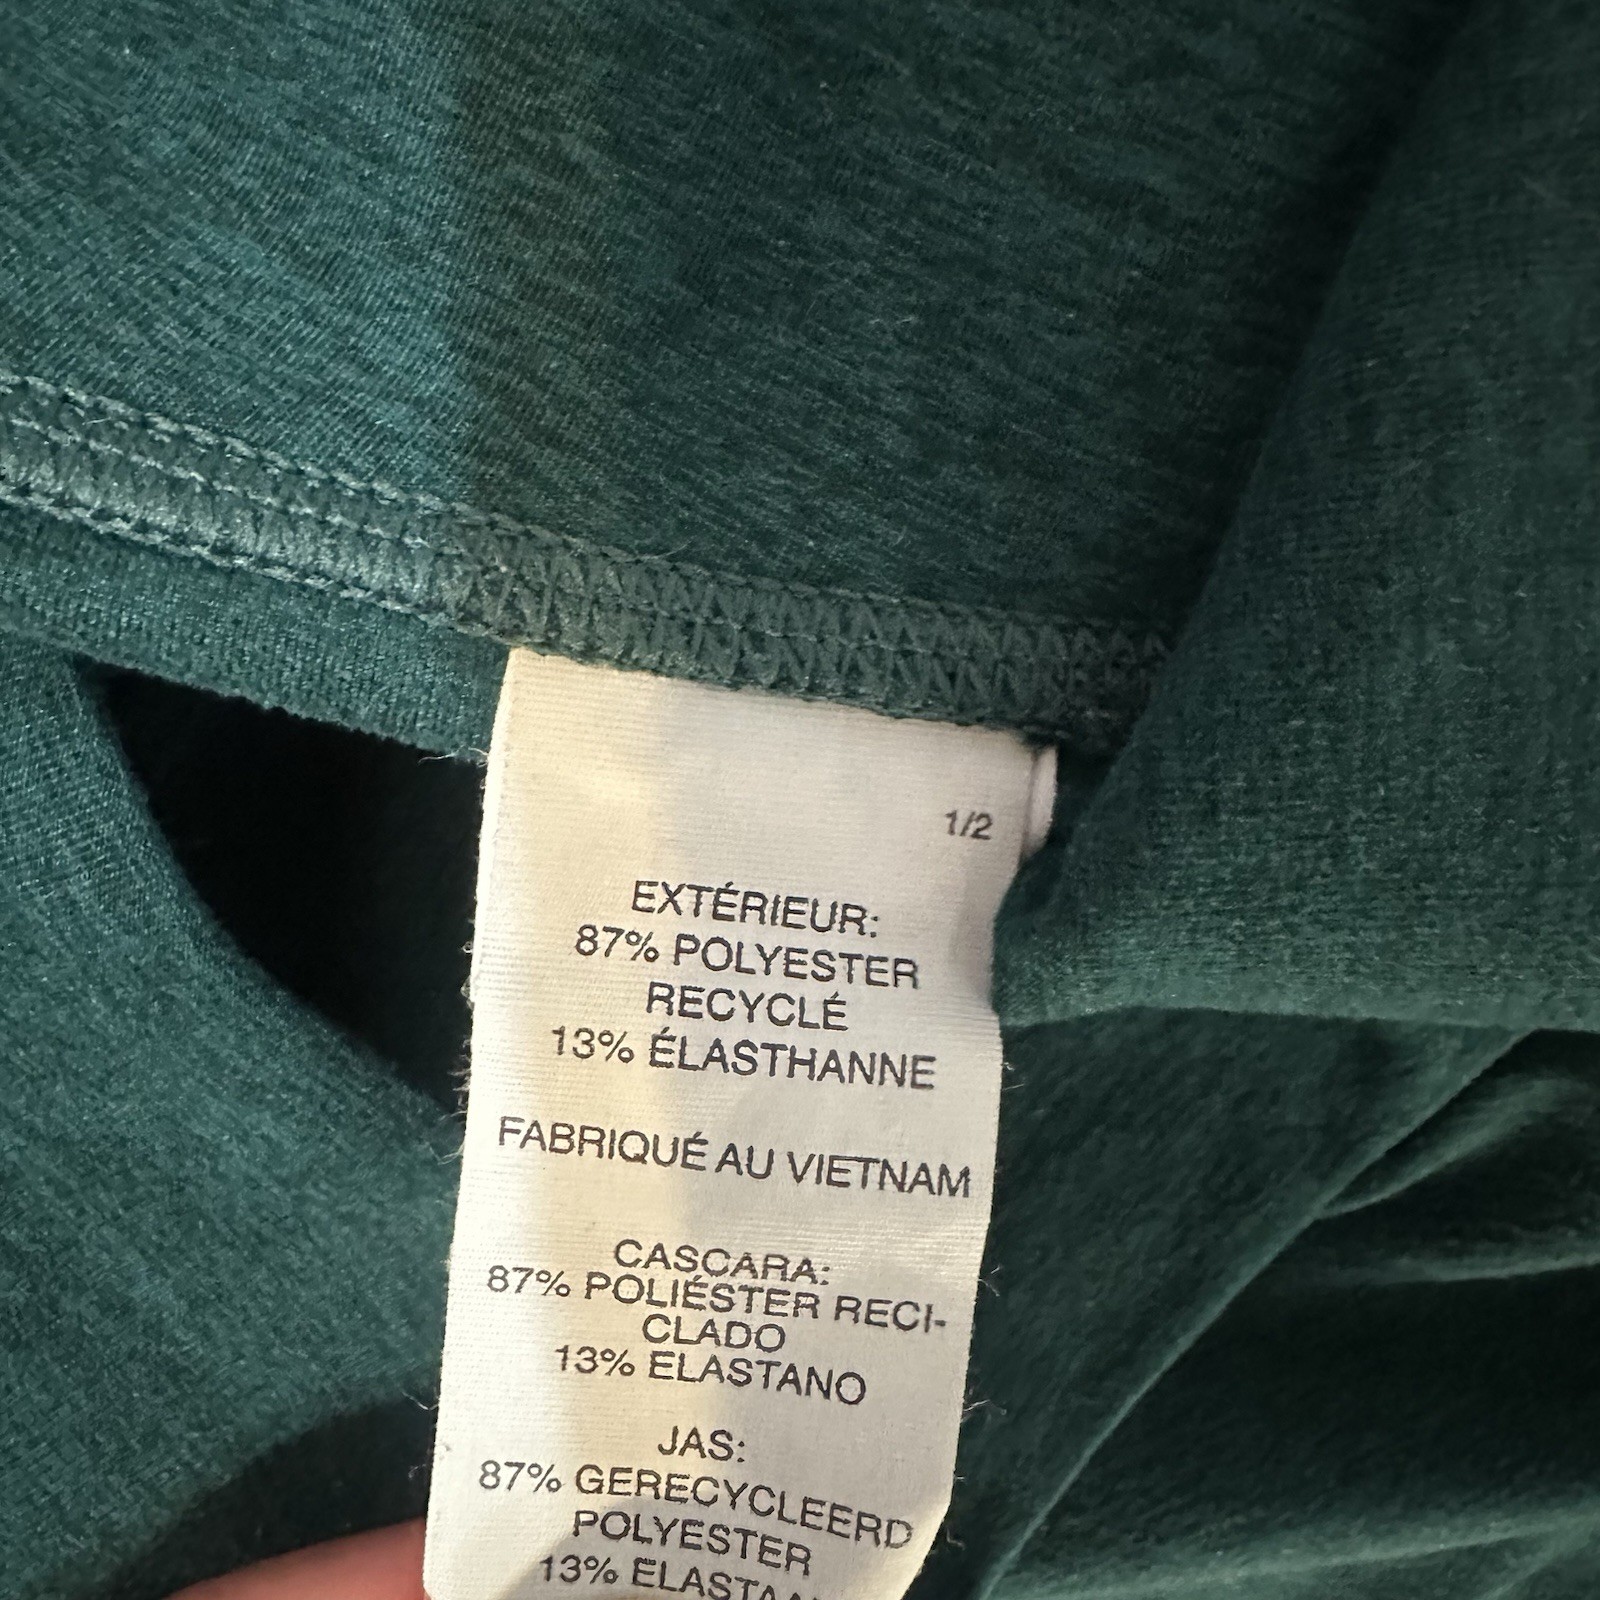 1/2
EXTÉRIEUR:
87% POLYESTER
RECYCLÉ
13% ÉLASTHANNE
FABRIQUÉ AU VIETNAM
CASCARA:
87% POLIÉSTER RECI-
CLADO
13% ELASTANO
JAS:
87% GERECYCLEERD
POLYESTER
13%